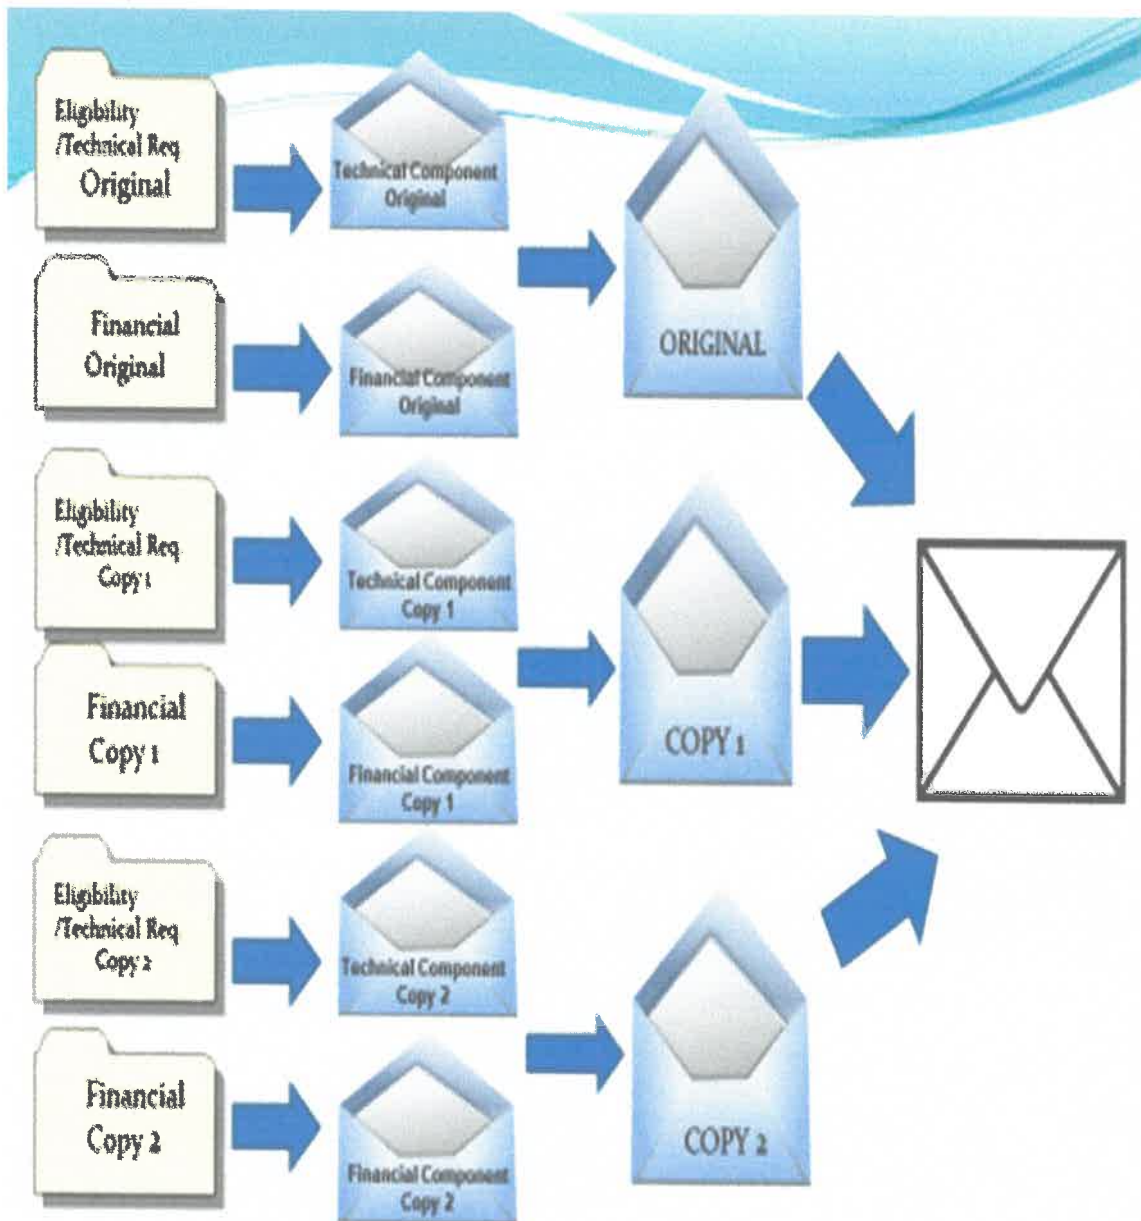 Eligibility
/Technical Req
Original
Technical Component
Original
Financial
Original
Financial Component
Original
ORIGINAL
Eligibility
/Technical Req
Copy 1
Technical Component
Copy 1
Financial
Copy 1
Financial Component
Copy 1
COPY 1
Eligibility
/Technical Req
Copy 2
Technical Component
Copy 2
Financial
Copy 2
Financial Component
Copy 2
COPY 2